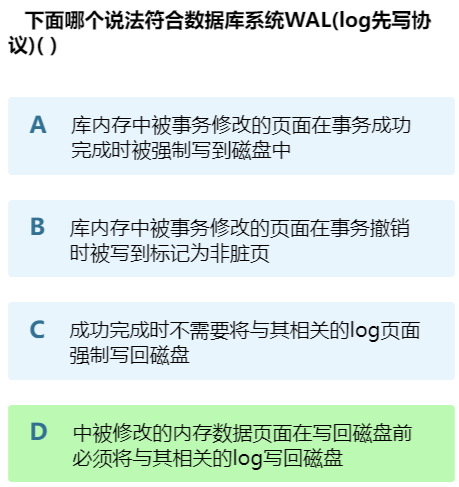 下面哪个说法符合数据库系统WAL(log先写协
议)( )
A 库内存中被事务修改的页面在事务成功
完成时被强制写到磁盘中
B 库内存中被事务修改的页面在事务撤销
时被写到标记为非脏页
C 成功完成时不需要将与其相关的log页面
强制写回磁盘
D 中被修改的内存数据页面在写回磁盘前
必须将与其相关的log写回磁盘